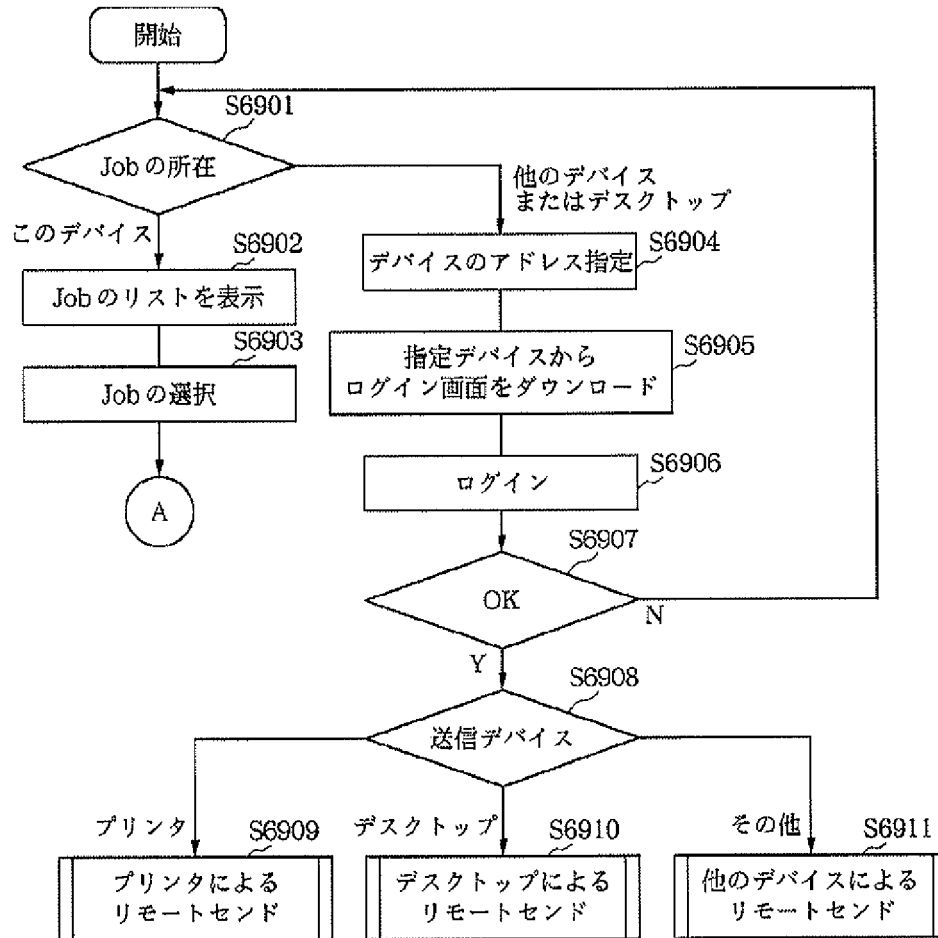 開始
S6901
Jobの所在
他のデバイス
またはデスクトップ
このデバイス
S6902
S6904
Jobのリストを表示
デバイスのアドレス指定
S6903
Jobの選択
S6905
指定デバイスから
ログイン画面をダウンロード
A
S6906
ログイン
S6907
OK
N
Y
S6908
送信デバイス
プリンタ
S6909
デスクトップ
S6910
その他
S6911
プリンタによる
リモートセンド
デスクトップによる
リモートセンド
他のデバイスによる
リモートセンド